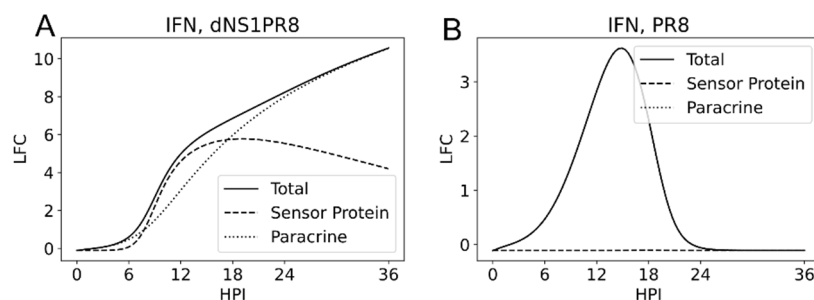 A
IFN, dNS1PR8
LFC
10
8
6
4
2
0
Total
Sensor Protein
Paracrine
0 6 12 18 24 36
HPI
B
IFN, PR8
LFC
3
2
1
0
Total
Sensor Protein
Paracrine
0 6 12 18 24 36
HPI